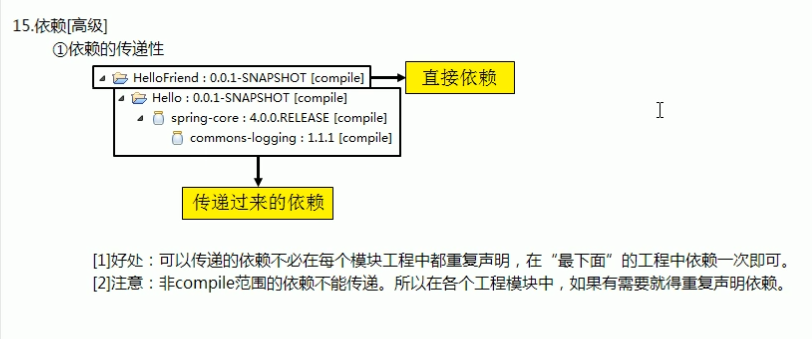 15.依赖[高级]
①依赖的传递性
HelloFriend : 0.0.1-SNAPSHOT [compile]
直接依赖
Hello : 0.0.1-SNAPSHOT [compile]
spring-core : 4.0.0.RELEASE [compile]
commons-logging : 1.1.1 [compile]
传递过来的依赖
[1]好处：可以传递的依赖不必在每个模块工程中都重复声明，在“最下面”的工程中依赖一次即可。
[2]注意：非compile范围的依赖不能传递。所以在各个工程模块中，如果有需要就得重复声明依赖。